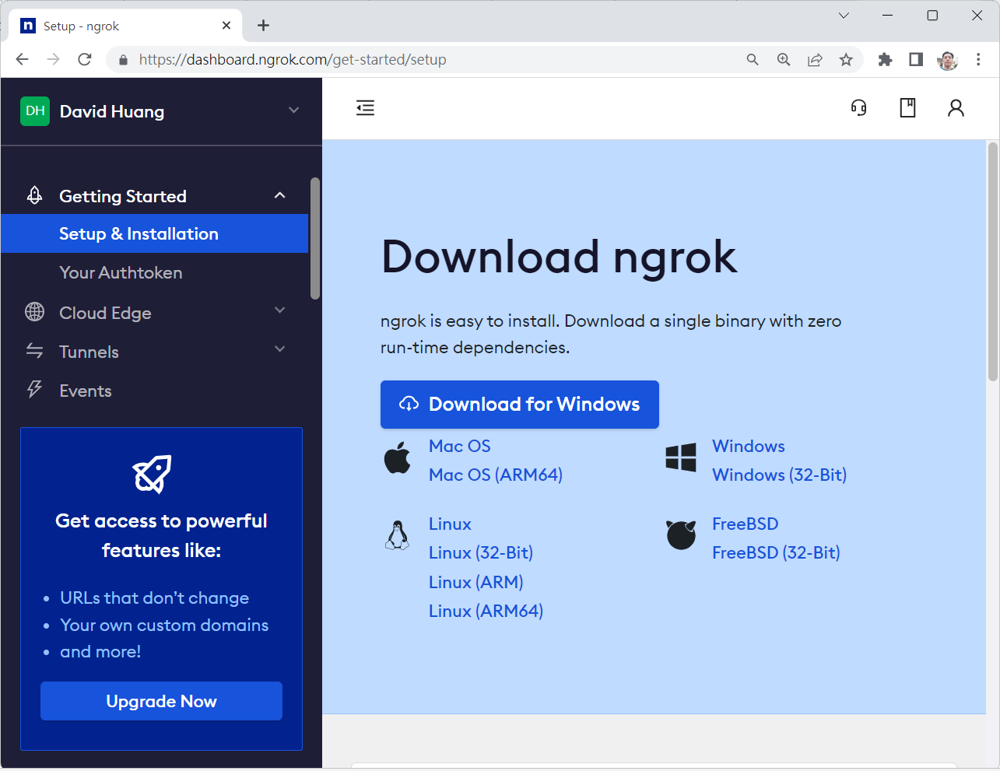 n Setup - ngrok
https://dashboard.ngrok.com/get-started/setup
DH David Huang
Getting Started
Setup & Installation
Your Authtoken
Cloud Edge
Tunnels
Events
Get access to powerful
features like:
• URLs that don’t change
• Your own custom domains
• and more!
Upgrade Now
Download ngrok
ngrok is easy to install. Download a single binary with zero
run-time dependencies.
Download for Windows
Mac OS
Mac OS (ARM64)
Windows
Windows (32-Bit)
Linux
Linux (32-Bit)
Linux (ARM)
Linux (ARM64)
FreeBSD
FreeBSD (32-Bit)